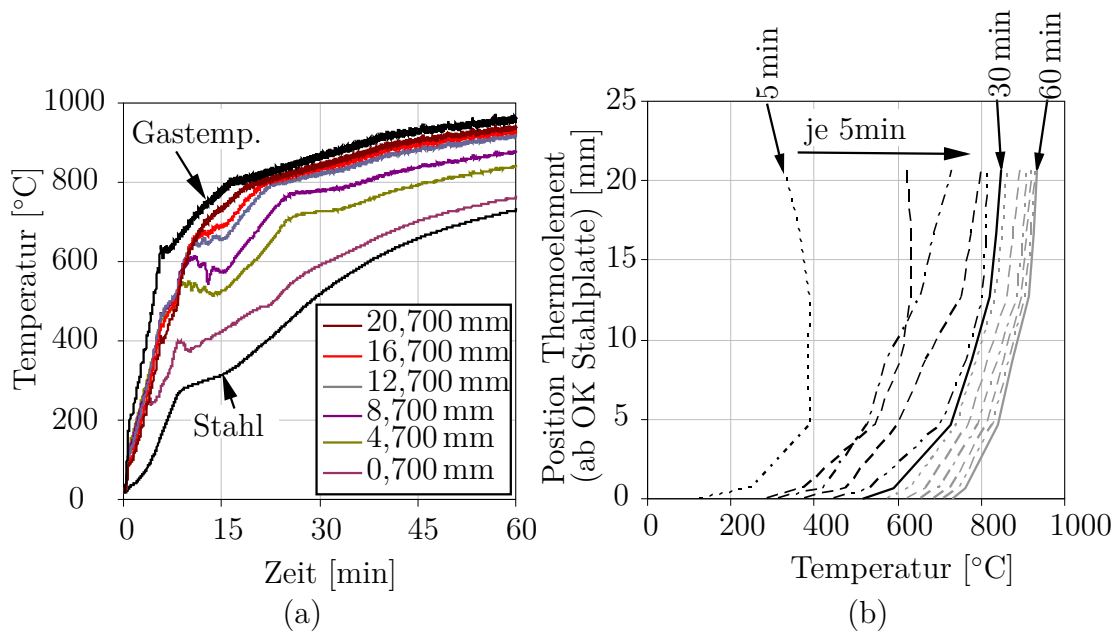 1000
800
600
400
200
0
Temperatur [°C]
Gastemp.
Stahl
20,700 mm
16,700 mm
12,700 mm
8,700 mm
4,700 mm
0,700 mm
0 15 30 45 60
Zeit [min]
(a)
5 min
30 min
60 min
25
20
15
10
5
0
Position Thermoelement
(ab OK Stahlplatte) [mm]
je 5min
0 200 400 600 800 1000
Temperatur [°C]
(b)